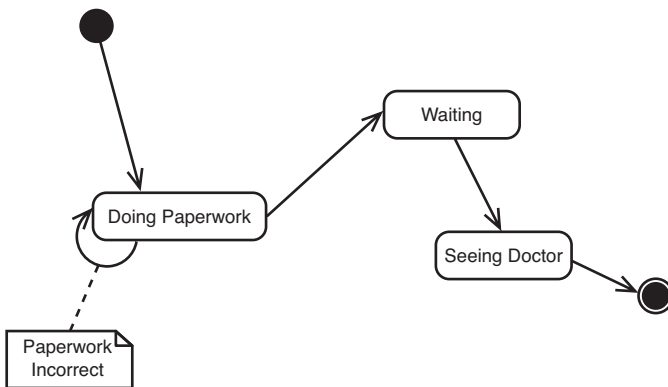 Waiting
Doing Paperwork
Seeing Doctor
Paperwork
Incorrect